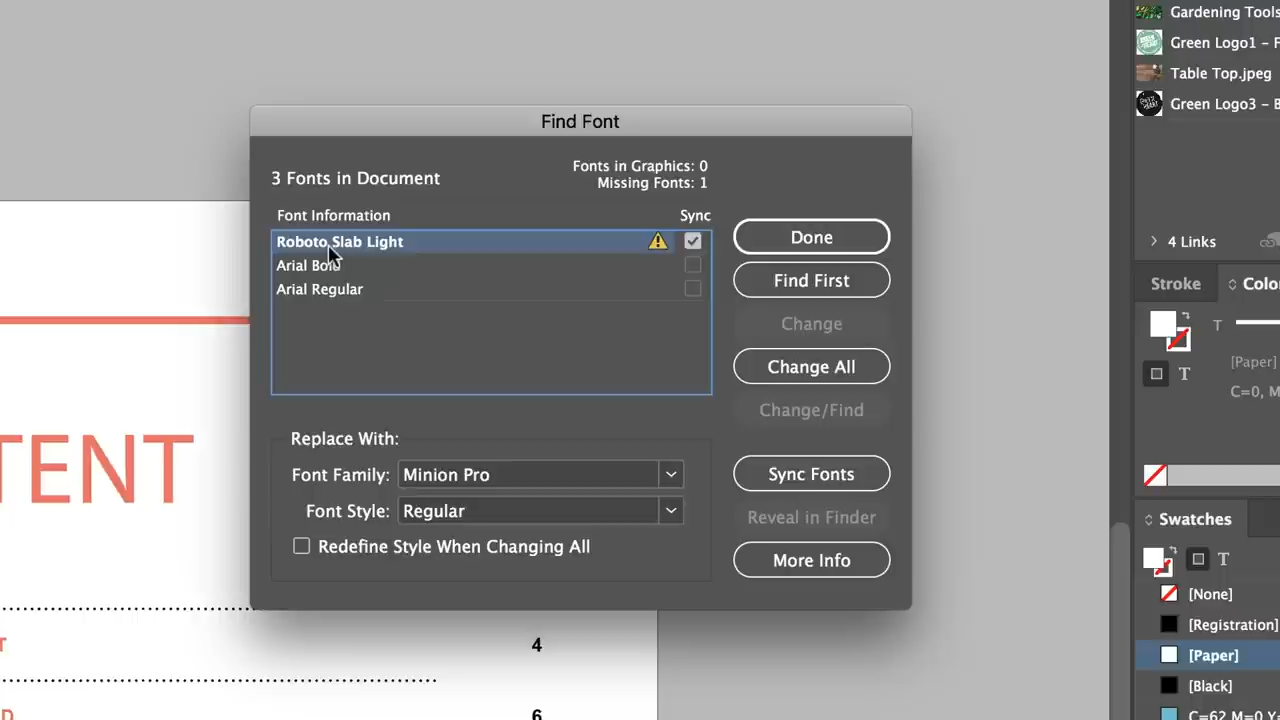 Gardening Tools
Green Logo1 – F
Table Top.jpeg
Green Logo3 – B
Find Font
3 Fonts in Document
Fonts in Graphics: 0
Missing Fonts: 1
Font Information
Sync
Roboto Slab Light
Arial Bold
Arial Regular
Done
Find First
Change
Change All
Change/Find
Sync Fonts
Reveal in Finder
More Info
Replace With:
Font Family: Minion Pro
Font Style: Regular
Redefine Style When Changing All
4 Links
Stroke
Colo
T
[Paper]
T
C=0, M
Swatches
T
[None]
[Registration]
[Paper]
[Black]
C=62 M=0 Y=
TENT
T
4
D
6